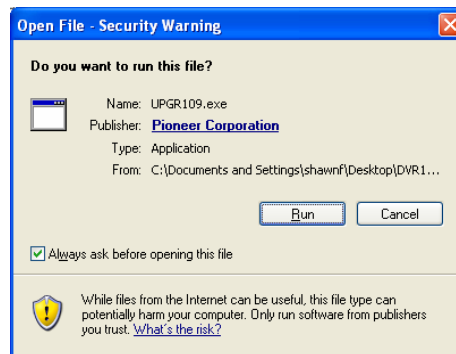 Open File - Security Warning
Do you want to run this file?
Name: UPGR109.exe
Publisher: Pioneer Corporation
Type: Application
From: C:\Documents and Settings\shawnf\Desktop\DVR1...
Run Cancel
Always ask before opening this file
While files from the Internet can be useful, this file type can
potentially harm your computer. Only run software from publishers
you trust. What's the risk?